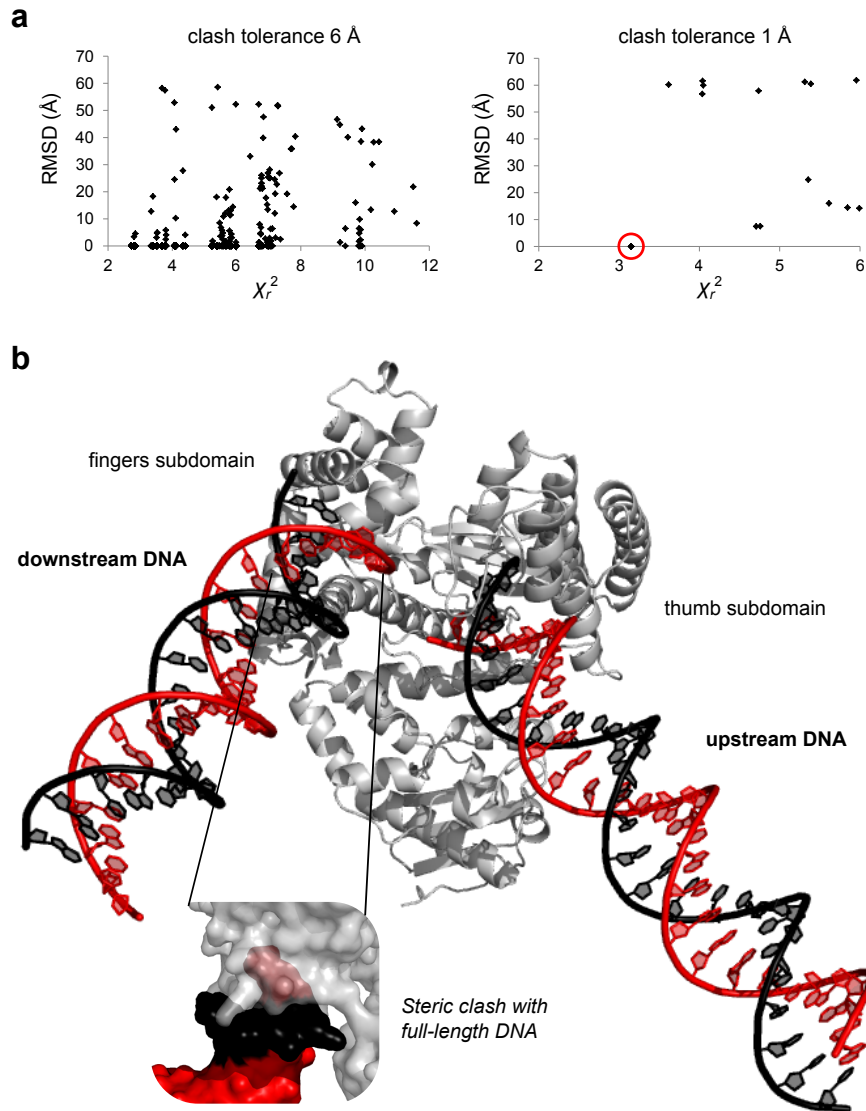 a
clash tolerance 6 Å
clash tolerance 1 Å
RMSD (Å)
70
60
50
40
30
20
10
0
2 4 6 8 10 12
χr²
RMSD (Å)
70
60
50
40
30
20
10
0
2 3 4 5 6
χr²
b
fingers subdomain
downstream DNA
thumb subdomain
upstream DNA
Steric clash with
full-length DNA